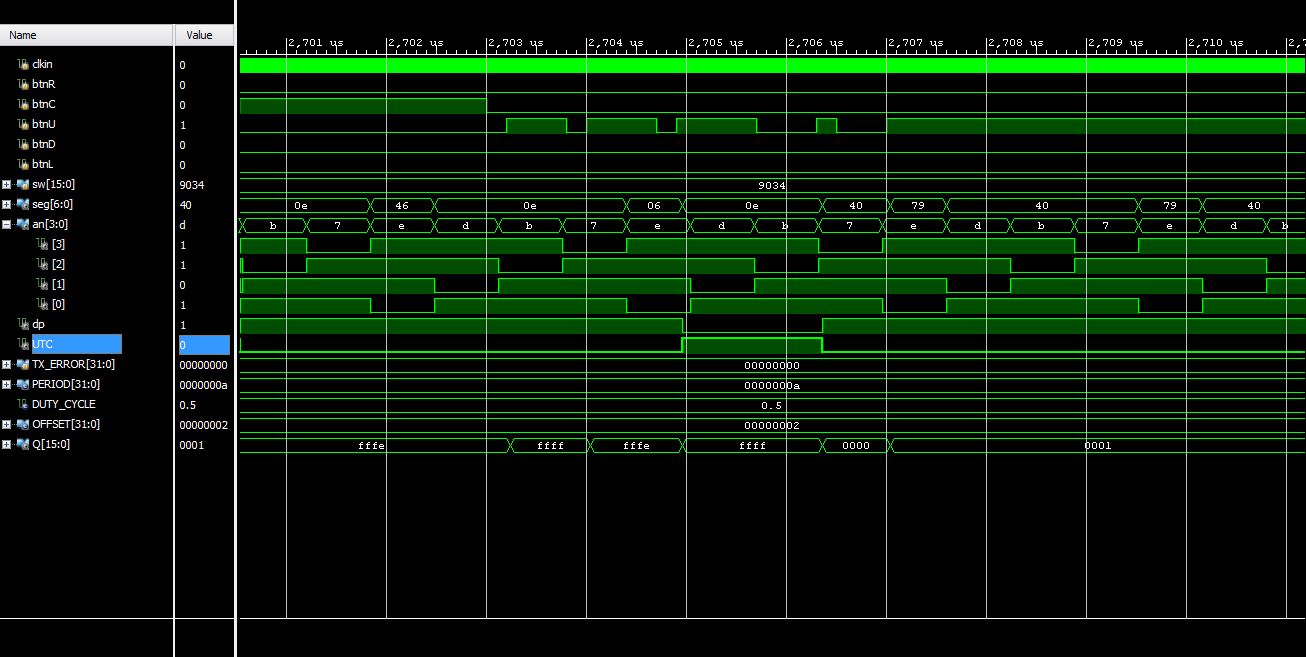 Name Value
2,701 us 2,702 us 2,703 us 2,704 us 2,705 us 2,706 us 2,707 us 2,708 us 2,709 us 2,710 us 2,7
clkin 0
btnR 0
btnC 0
btnU 1
btnD 0
btnL 0
sw[15:0] 9034 9034
seg[6:0] 40 0e 46 0e 06 0e 40 79 40 79 40
an[3:0] d b 7 e d b 7 e d b 7 e d b 7 e d b
[3] 1
[2] 1
[1] 0
[0] 1
dp 1
UTC 0
TX_ERROR[31:0] 00000000 00000000
PERIOD[31:0] 0000000a 0000000a
DUTY_CYCLE 0.5 0.5
OFFSET[31:0] 00000002 00000002
Q[15:0] 0001 fffe ffff fffe ffff 0000 0001